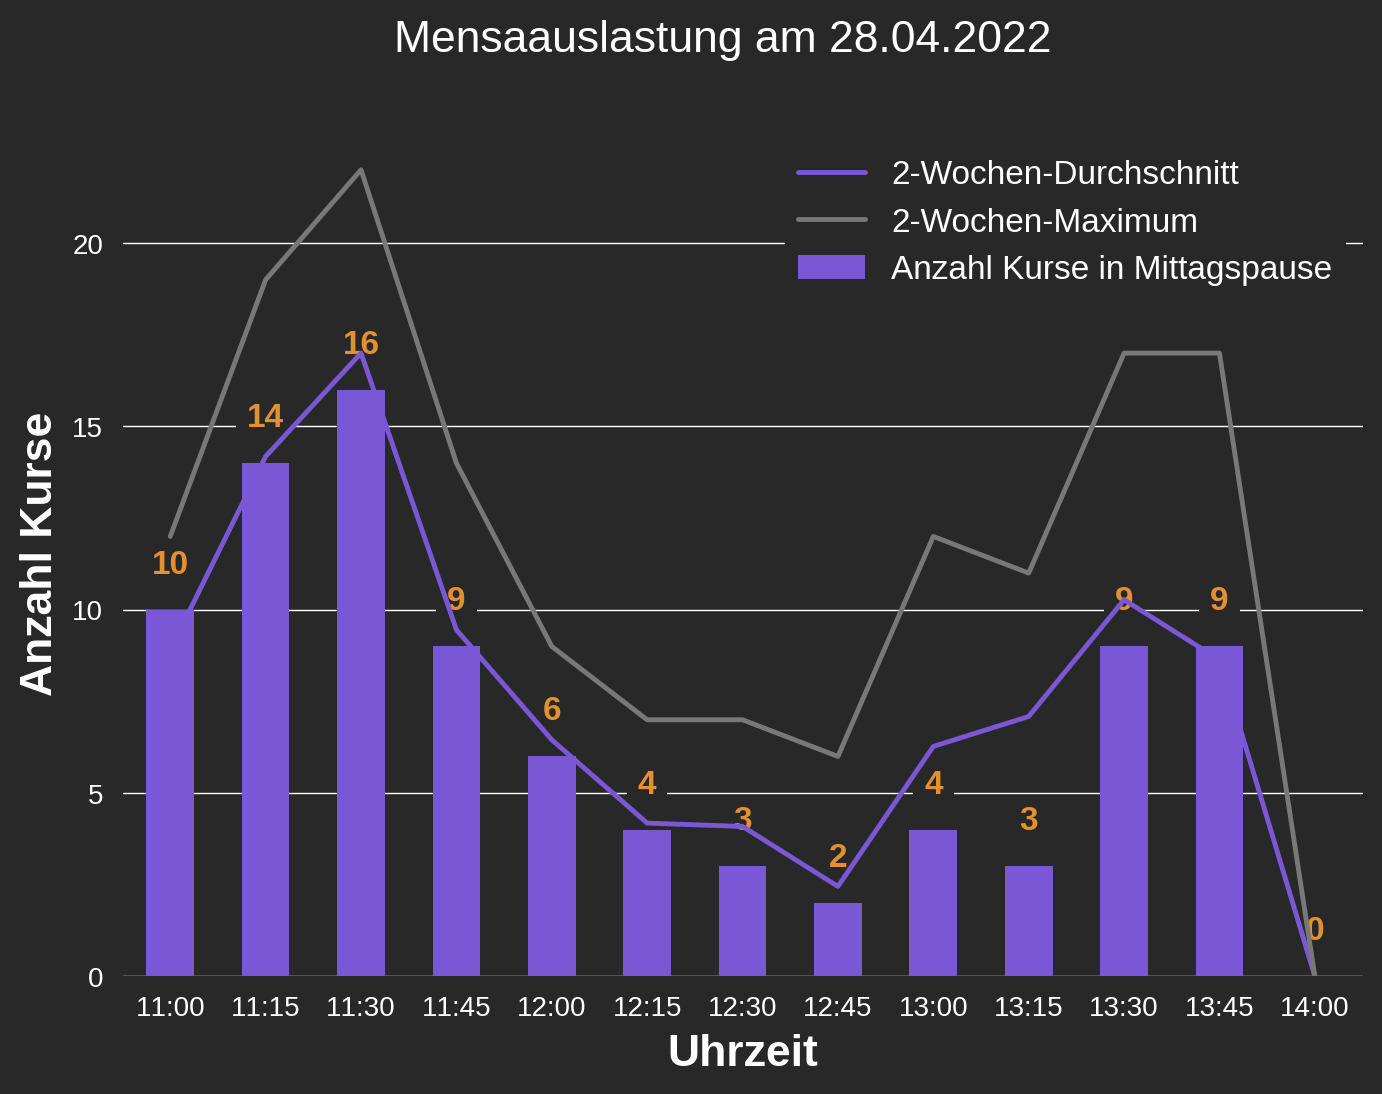 Mensaauslastung am 28.04.2022
2-Wochen-Durchschnitt
2-Wochen-Maximum
Anzahl Kurse in Mittagspause
Anzahl Kurse
20
15
10
5
0
10
14
16
9
6
4
3
2
4
3
9
9
0
11:00 11:15 11:30 11:45 12:00 12:15 12:30 12:45 13:00 13:15 13:30 13:45 14:00
Uhrzeit